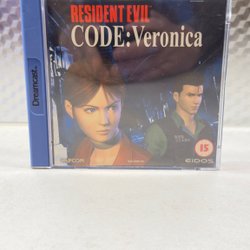 RESIDENT EVIL
CODE: Veronica
Dreamcast.
15
CAPCOM
EIDOS